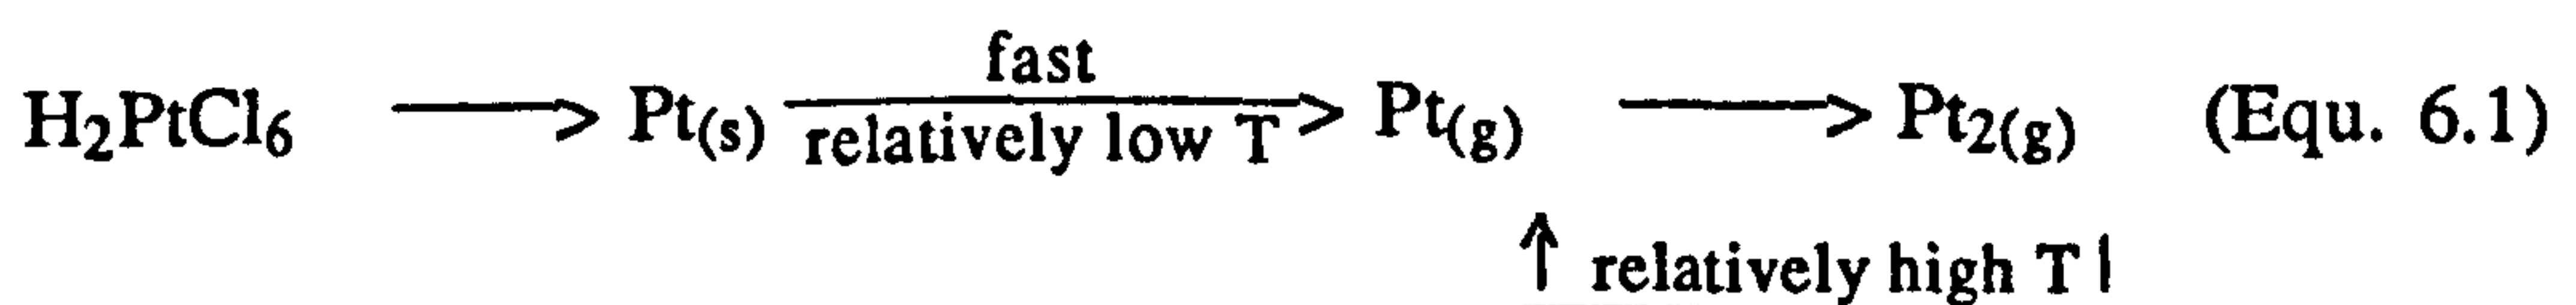 fast
H₂PtCl₆ ⟶ Pt₍s₎ ⟶ Pt₍g₎ ⟶ Pt₂₍g₎ (Equ. 6.1)
relatively low T
↑ relatively high T |